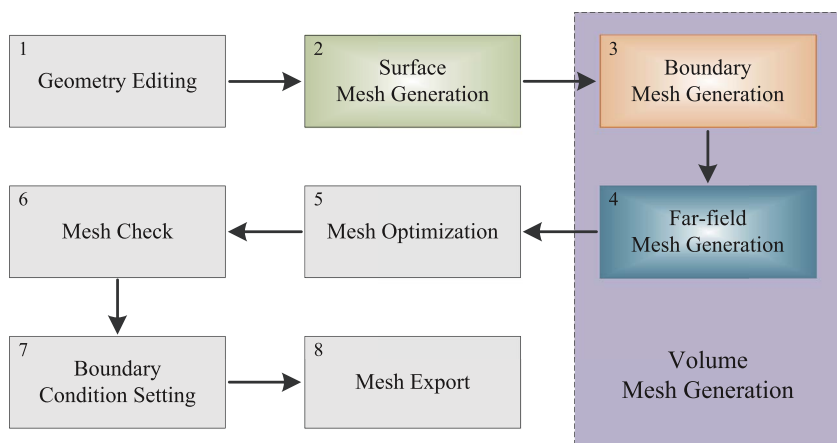 1
Geometry Editing
2
Surface
Mesh Generation
3
Boundary
Mesh Generation
6
Mesh Check
5
Mesh Optimization
4
Far-field
Mesh Generation
7
Boundary
Condition Setting
8
Mesh Export
Volume
Mesh Generation